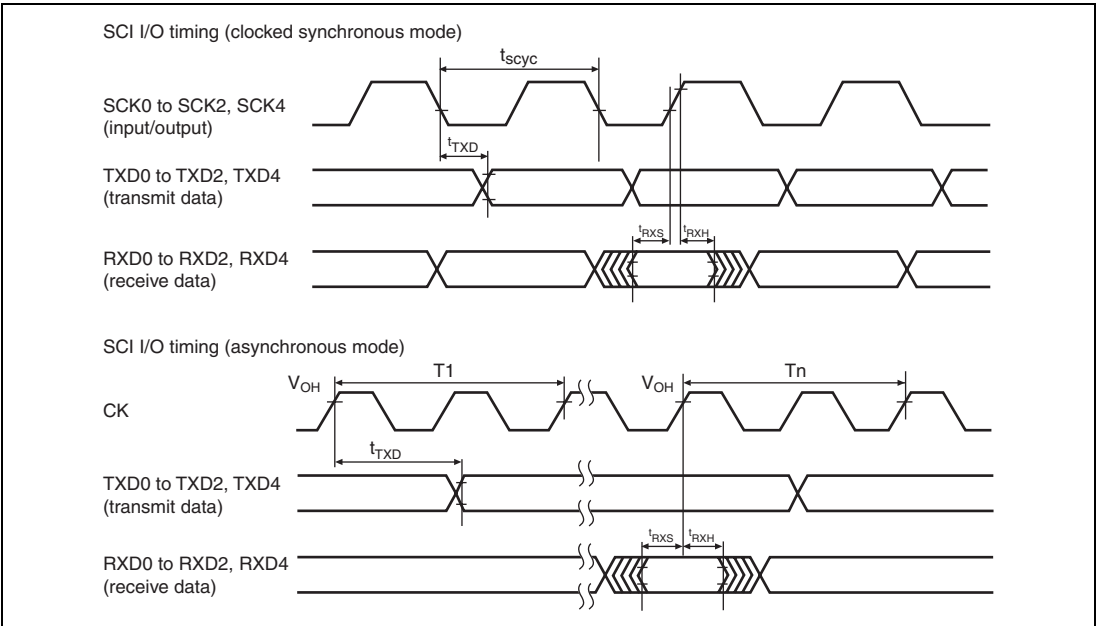 SCI I/O timing (clocked synchronous mode)
tscyc
SCK0 to SCK2, SCK4
(input/output)
tTXD
TXD0 to TXD2, TXD4
(transmit data)
tRXS tRXH
RXD0 to RXD2, RXD4
(receive data)
SCI I/O timing (asynchronous mode)
VOH T1 VOH Tn
CK
tTXD
TXD0 to TXD2, TXD4
(transmit data)
tRXS tRXH
RXD0 to RXD2, RXD4
(receive data)